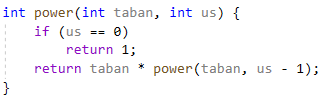 int power(int taban, int us) {
    if (us == 0)
        return 1;
    return taban * power(taban, us - 1);
}